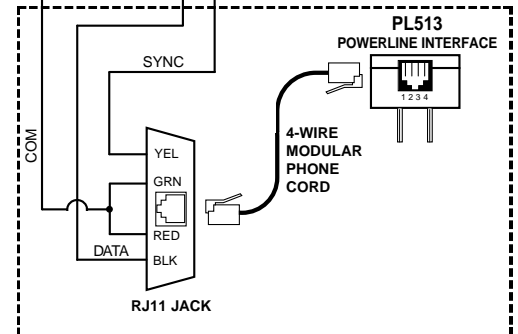 PL513
POWERLINE INTERFACE
1 2 3 4
SYNC
4-WIRE
MODULAR
PHONE
CORD
COM
YEL
GRN
RED
DATA
BLK
RJ11 JACK